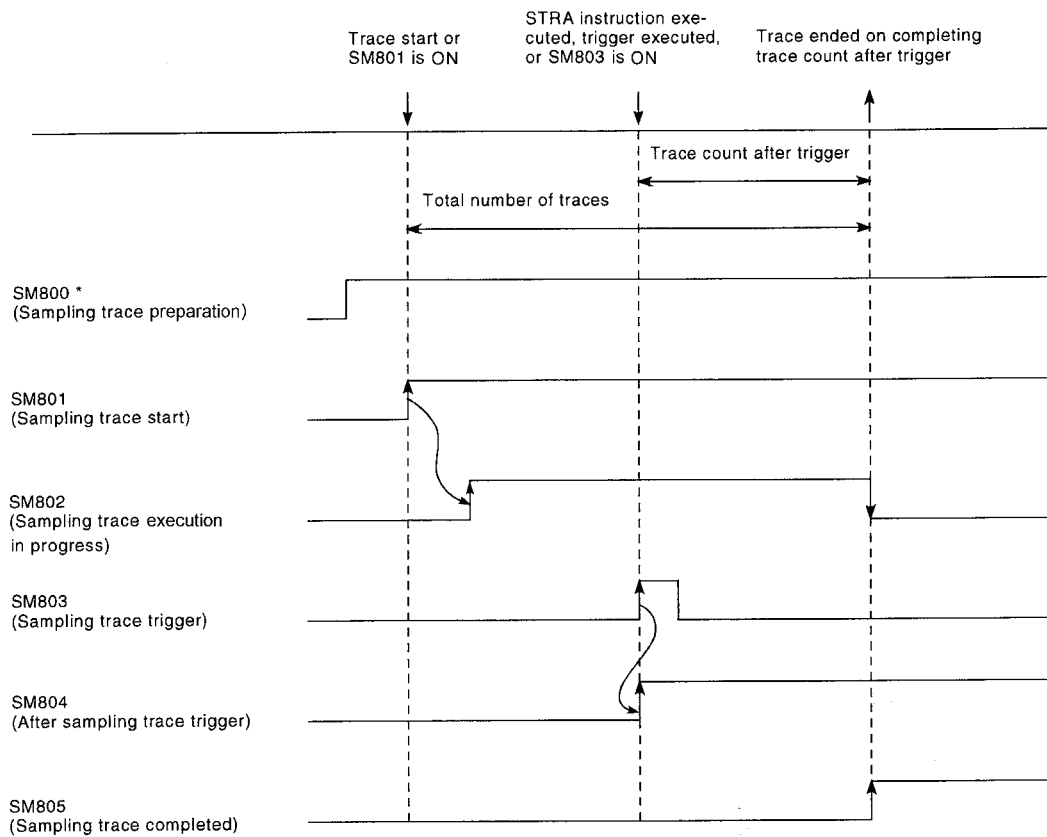 Trace start or
SM801 is ON
STRA instruction exe-
cuted, trigger executed,
or SM803 is ON
Trace ended on completing
trace count after trigger
Trace count after trigger
Total number of traces
SM800 *
(Sampling trace preparation)
SM801
(Sampling trace start)
SM802
(Sampling trace execution
in progress)
SM803
(Sampling trace trigger)
SM804
(After sampling trace trigger)
SM805
(Sampling trace completed)